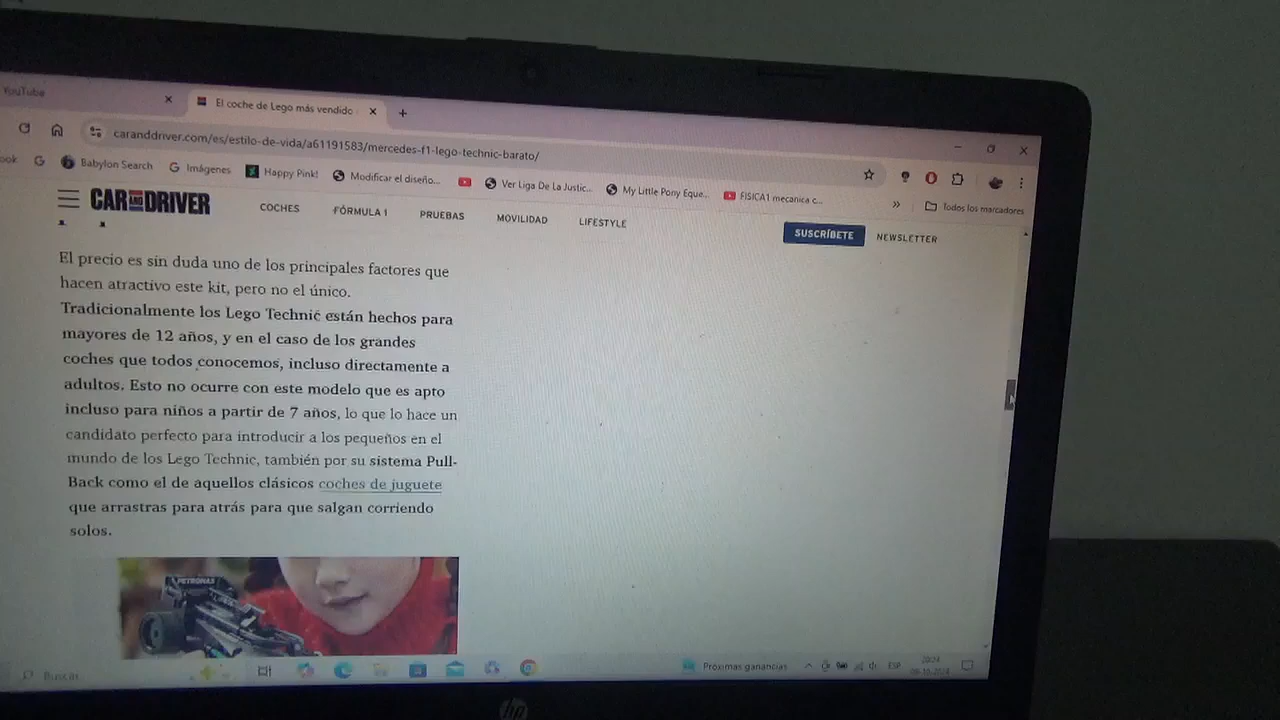 YouTube
El coche de Lego más vendido
caranddriver.com/es/estilo-de-vida/a61191583/mercedes-f1-lego-technic-barato/
ook
Babylon Search
Imágenes
Happy Pink!
Modificar el diseño...
Ver Liga De La Justic...
My Little Pony Eque...
FISICA1 mecanica c...
Todos los marcadores
CAR AND DRIVER
COCHES
FÓRMULA 1
PRUEBAS
MOVILIDAD
LIFESTYLE
SUSCRÍBETE
NEWSLETTER
El precio es sin duda uno de los principales factores que
hacen atractivo este kit, pero no el único.
Tradicionalmente los Lego Technic están hechos para
mayores de 12 años, y en el caso de los grandes
coches que todos conocemos, incluso directamente a
adultos. Esto no ocurre con este modelo que es apto
incluso para niños a partir de 7 años, lo que lo hace un
candidato perfecto para introducir a los pequeños en el
mundo de los Lego Technic, también por su sistema Pull-
Back como el de aquellos clásicos coches de juguete
que arrastras para atrás para que salgan corriendo
solos.
PETRONAS
Buscar
Próximas ganancias
ESP
20:24
hp